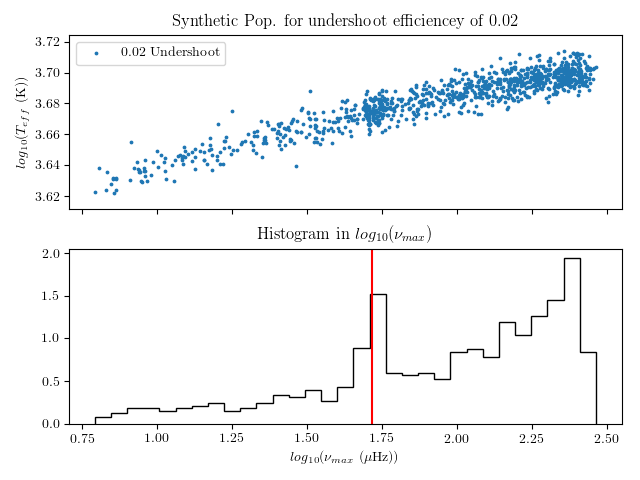 Synthetic Pop. for undershoot efficiencey of 0.02
3.72
3.70
3.68
3.66
3.64
3.62
log10(Teff (K))
0.02 Undershoot
Histogram in log10(νmax)
2.0
1.5
1.0
0.5
0.0
0.75 1.00 1.25 1.50 1.75 2.00 2.25 2.50
log10(νmax (μHz))